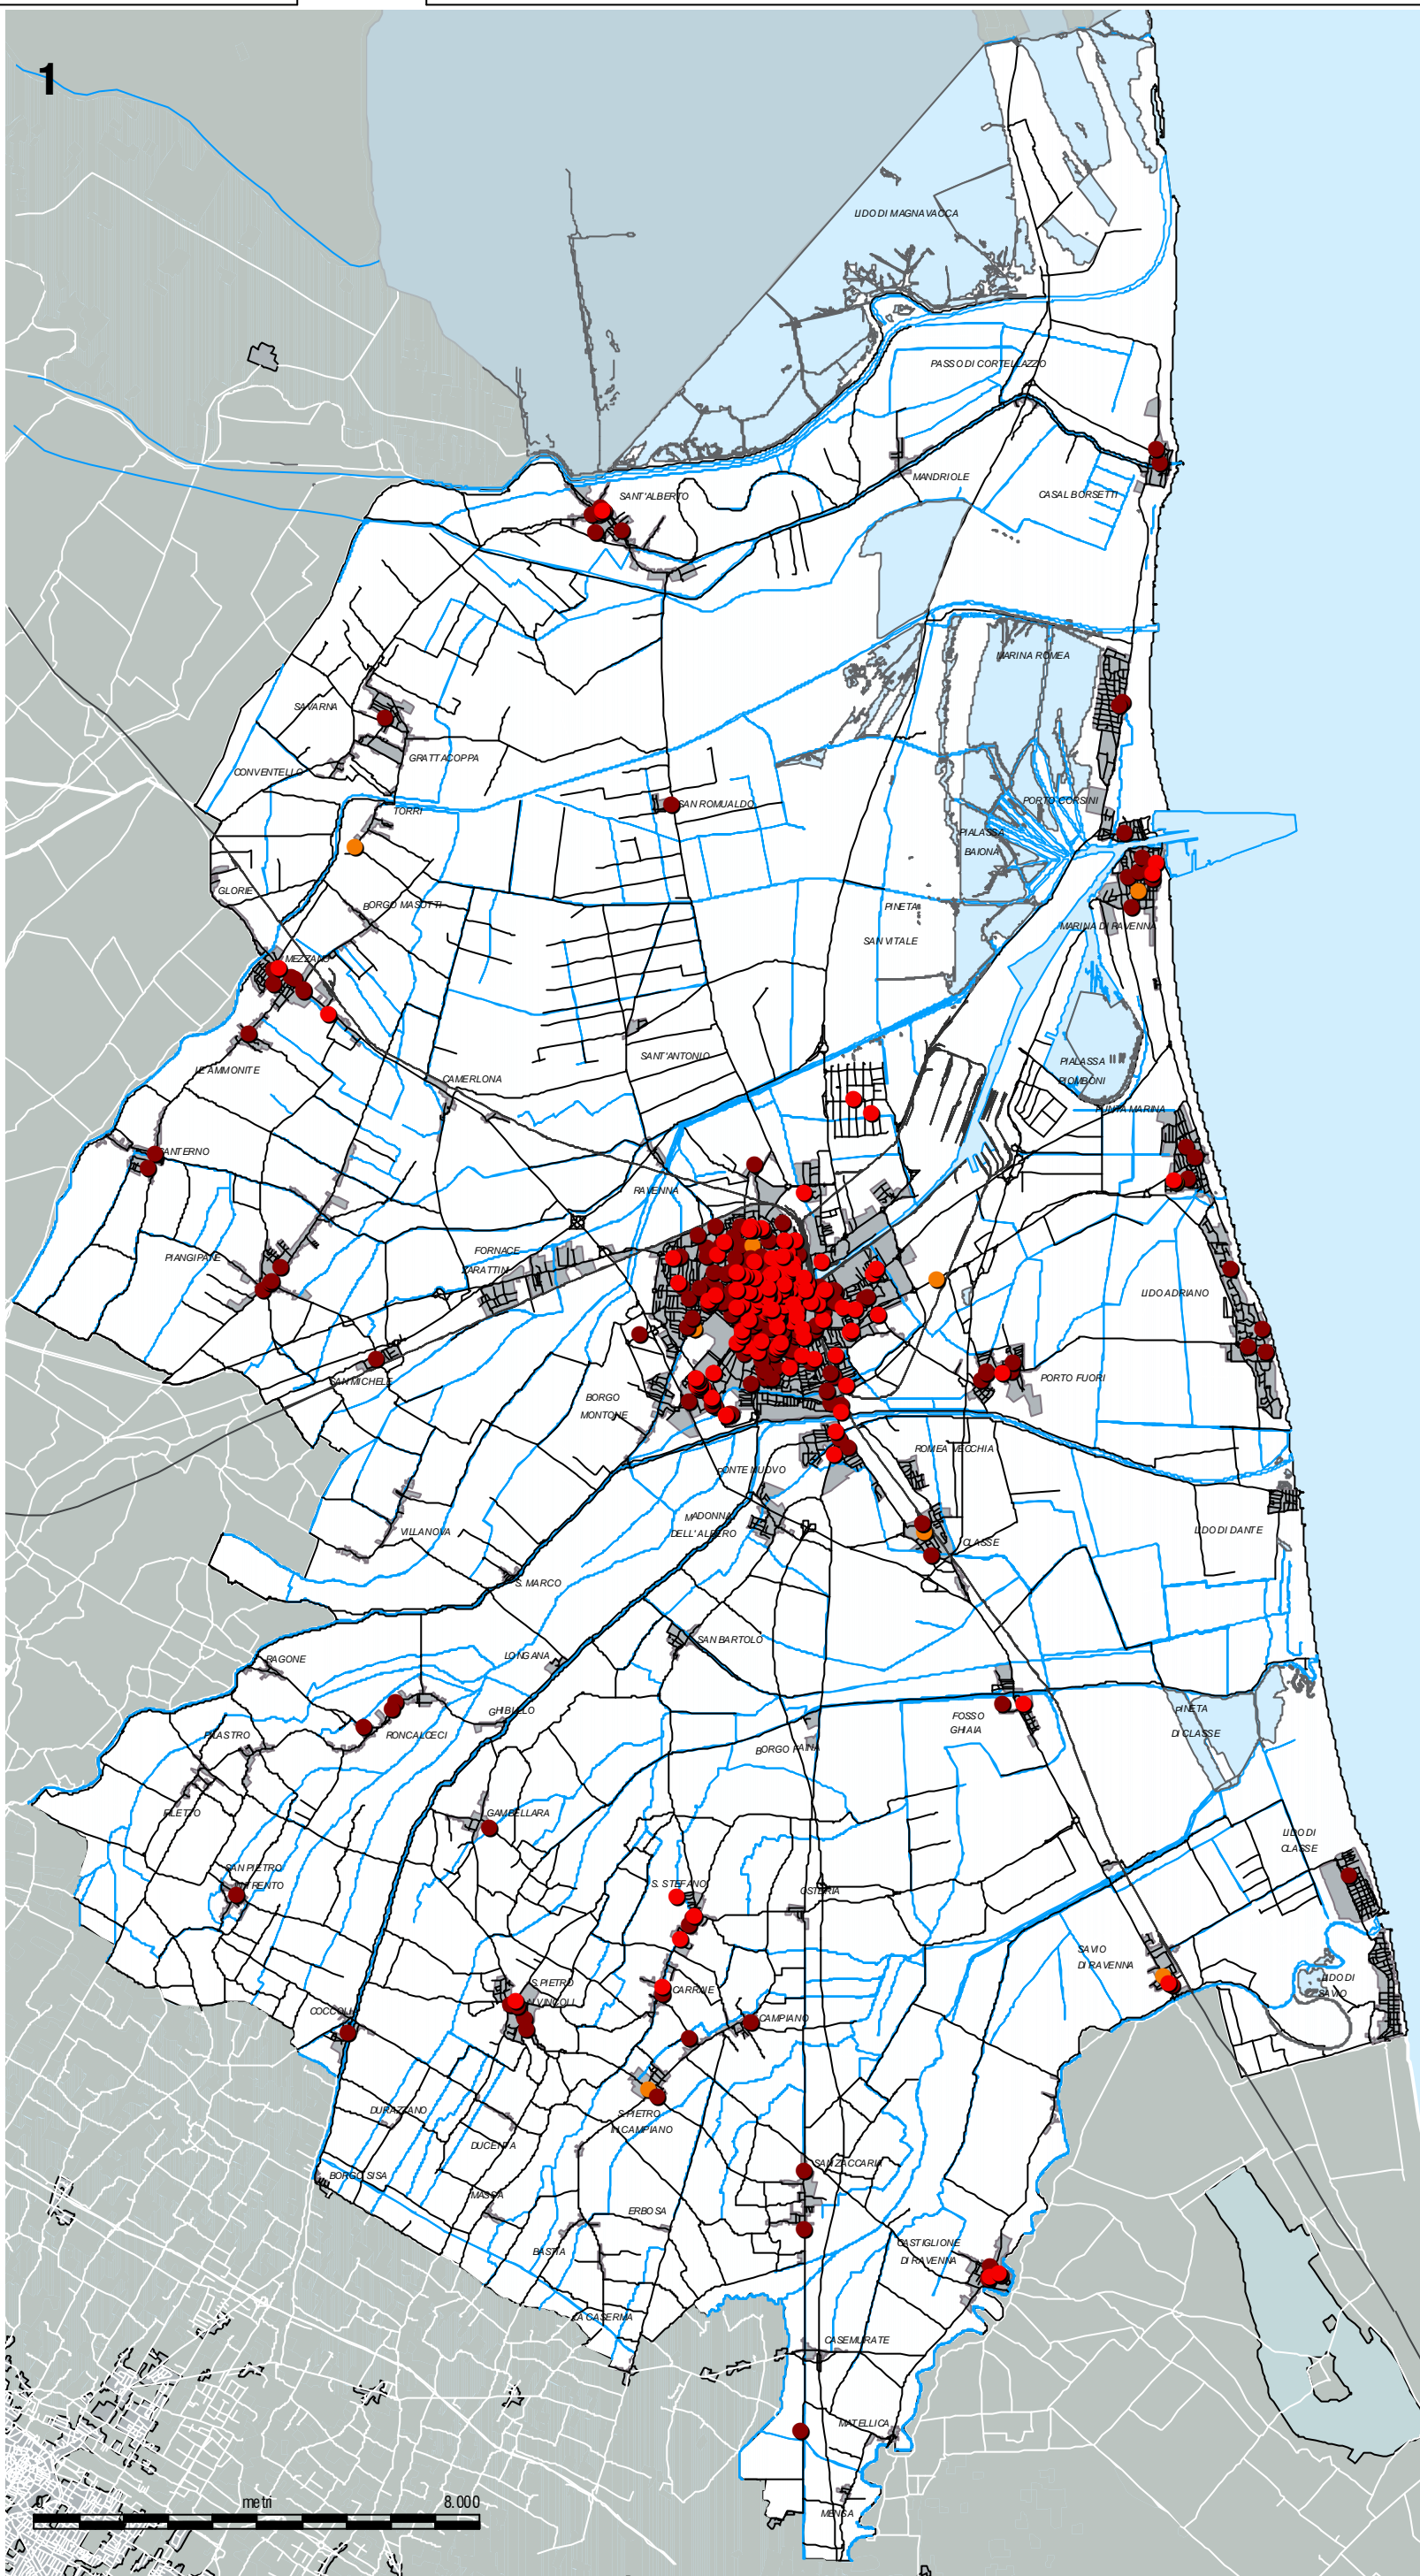 1
LIDO DI MAGNAVACCA
PASSO DI CORTELLAZZO
MANDRIOLE
CASAL BORSETTI
SANT'ALBERTO
MARINA ROMEA
SAVARNA
GRATTACOPPA
CONVENTELLO
TORRI
SAN ROMUALDO
PORTO CORSINI
PIALASSA
BAIONA
GLORIE
BORGO MASOTTI
PINETA
SAN VITALE
MARINA DI RAVENNA
MEZZANO
SANT'ANTONIO
PIALASSA
PIOMBONI
LE AMMONITE
CAMERLONA
PUNTA MARINA
SANTERNO
RAVENNA
PIANGIPANE
FORNACE
ZARATTINI
LIDO ADRIANO
SAN MICHELE
PORTO FUORI
BORGO
MONTONE
ROMEA VECCHIA
PONTE NUOVO
MADONNA
DELL'ALBERO
VILLANOVA
LIDO DI DANTE
CLASSE
S. MARCO
SAN BARTOLO
LONGANA
RAGONE
GHIBULLO
FOSSO
GHIAIA
PINETA
DI CLASSE
PILASTRO
RONCALCECI
BORGO FAINA
FILETTO
GAMBELLARA
LIDO DI
CLASSE
SAN PIETRO
IN TRENTO
S. STEFANO
OSTERIA
SAVIO
DI RAVENNA
LIDO DI
SAVIO
S. PIETRO
IN VINCOLI
CARRAIE
COCCOLIA
CAMPIANO
DURAZZANO
S. PIETRO
IN CAMPIANO
DUCENTA
SAN ZACCARIA
BORGO SISA
MASSA
ERBOSA
CASTIGLIONE
DI RAVENNA
BASTIA
LA CASERMA
CASEMURATE
MATELLICA
0 metri 8.000
MENSA